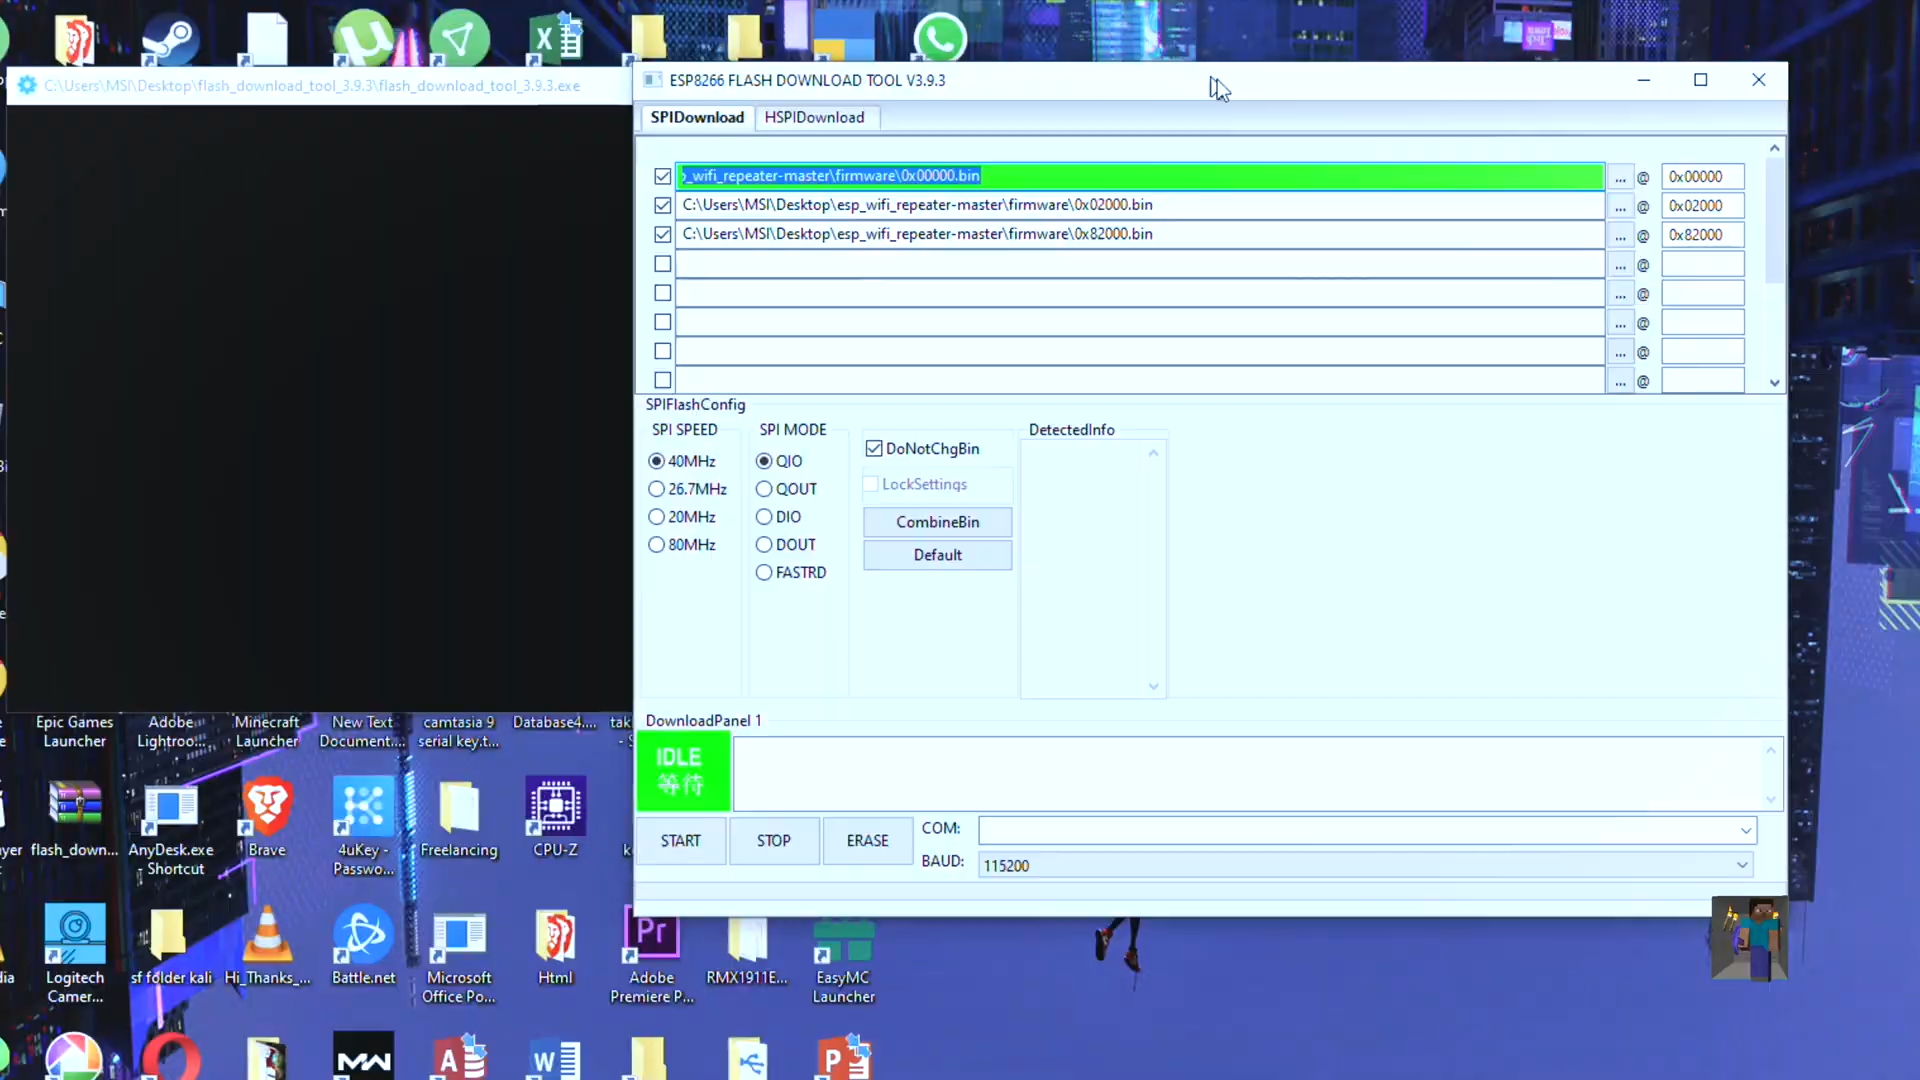 C:\Users\MSI\Desktop\flash_download_tool_3.9.3\flash_download_tool_3.9.3.exe
ESP8266 FLASH DOWNLOAD TOOL V3.9.3
SPIDownload HSPIDownload
_wifi_repeater-master\firmware\0x00000.bin ... @ 0x00000
C:\Users\MSI\Desktop\esp_wifi_repeater-master\firmware\0x02000.bin ... @ 0x02000
C:\Users\MSI\Desktop\esp_wifi_repeater-master\firmware\0x82000.bin ... @ 0x82000
... @
... @
... @
... @
... @
SPIFlashConfig
SPI SPEED SPI MODE DetectedInfo
DoNotChgBin
40MHz QIO
LockSettings
26.7MHz QOUT
20MHz DIO CombineBin
80MHz DOUT Default
FASTRD
DownloadPanel 1
IDLE
等待
START STOP ERASE COM:
BAUD: 115200
Epic Games
Launcher
Adobe
Lightroo...
Minecraft
Launcher
New Text
Document....
camtasia 9
serial key.t...
Database4....
tak
flash_down...
AnyDesk.exe
- Shortcut
Brave
4uKey -
Passwo...
Freelancing
CPU-Z
Logitech
Camer...
sf folder kali
Hi_Thanks_...
Battle.net
Microsoft
Office Po...
Html
Pr
Adobe
Premiere P...
RMX1911E...
EasyMC
Launcher